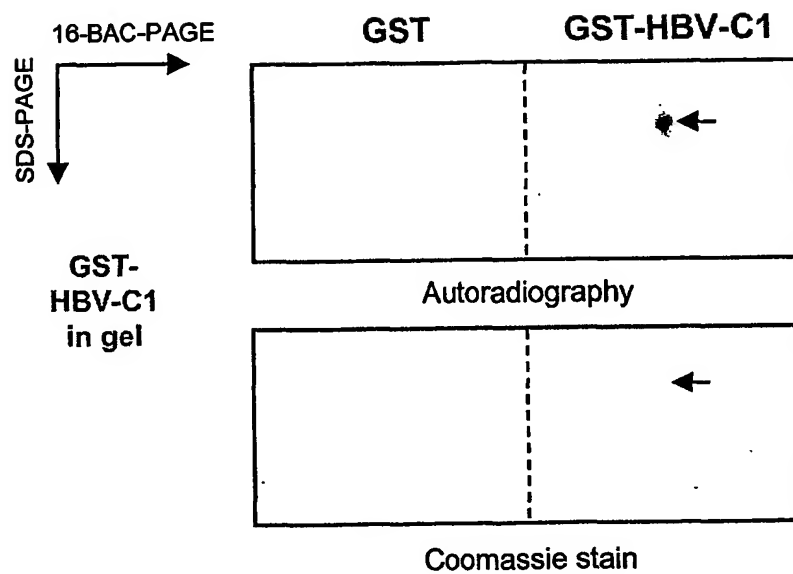 16-BAC-PAGE
SDS-PAGE
GST
GST-HBV-C1
Autoradiography
GST-
HBV-C1
in gel
Coomassie stain